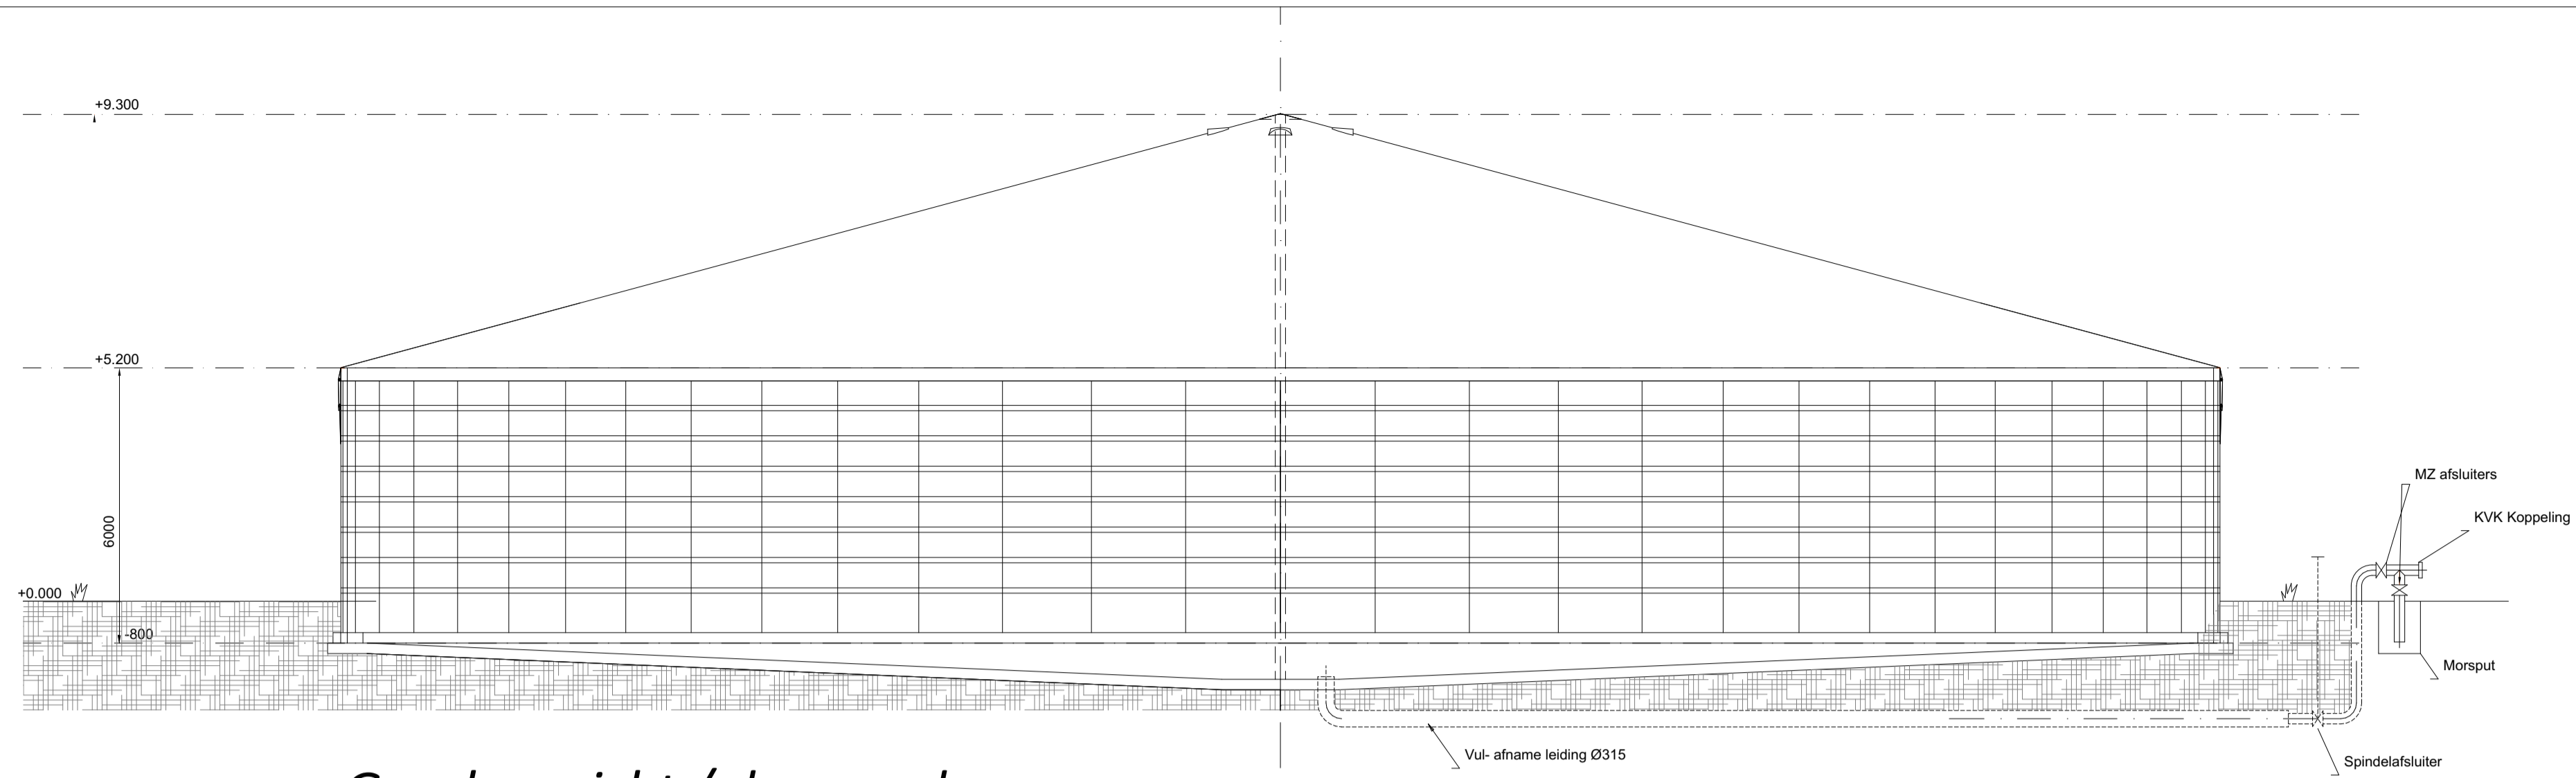 +9.300
+5.200
6000
+0.000
-800
MZ afsluiters
KVK Koppeling
Morsput
Vul- afname leiding Ø315
Spindelafsluiter